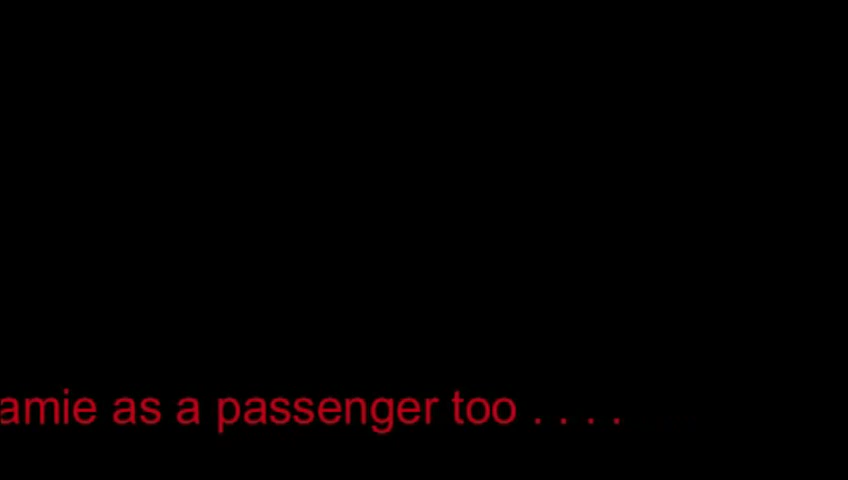 amie as a passenger too . . . .